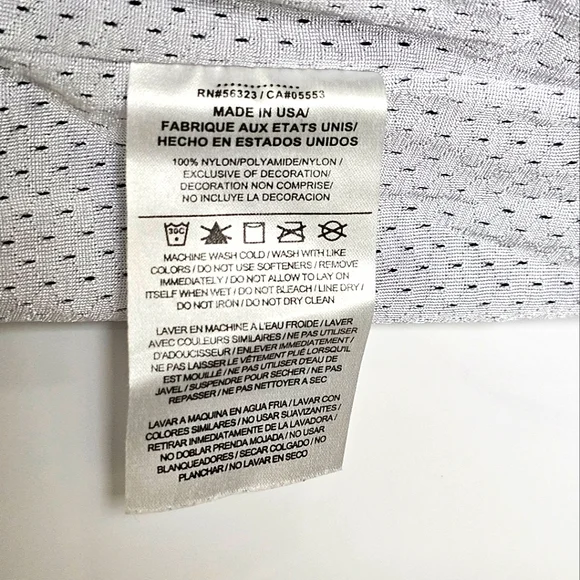 RN#56323 / CA#05553
MADE IN USA/
FABRIQUE AUX ETATS UNIS/
HECHO EN ESTADOS UNIDOS
100% NYLON/POLYAMIDE/NYLON /
EXCLUSIVE OF DECORATION/
DECORATION NON COMPRISE/
NO INCLUYE LA DECORACION
30C
MACHINE WASH COLD / WASH WITH LIKE
COLORS / DO NOT USE SOFTENERS / REMOVE
IMMEDIATELY / DO NOT ALLOW TO LAY ON
ITSELF WHEN WET / DO NOT BLEACH / LINE DRY /
DO NOT IRON / DO NOT DRY CLEAN
LAVER EN MACHINE A L'EAU FROIDE / LAVER
AVEC COULEURS SIMILAIRES / NE PAS UTILISER
D'ADOUCISSEUR / ENLEVER IMMEDIATEMENT /
NE PAS LAISSER LE VÊTEMENT PLIÉ LORSQU'IL
EST MOUILLÉ / NE PAS UTILISER D'EAU DE
JAVEL / SUSPENDRE POUR SECHER / NE PAS
REPASSER / NE PAS NETTOYER A SEC
LAVAR A MAQUINA EN AGUA FRIA / LAVAR CON
COLORES SIMILARES / NO USAR SUAVIZANTES /
RETIRAR INMEDIATAMENTE DE LA LAVADORA /
NO DOBLAR PRENDA MOJADA / NO USAR
BLANQUEADORES / SECAR COLGADO / NO
PLANCHAR / NO LAVAR EN SECO